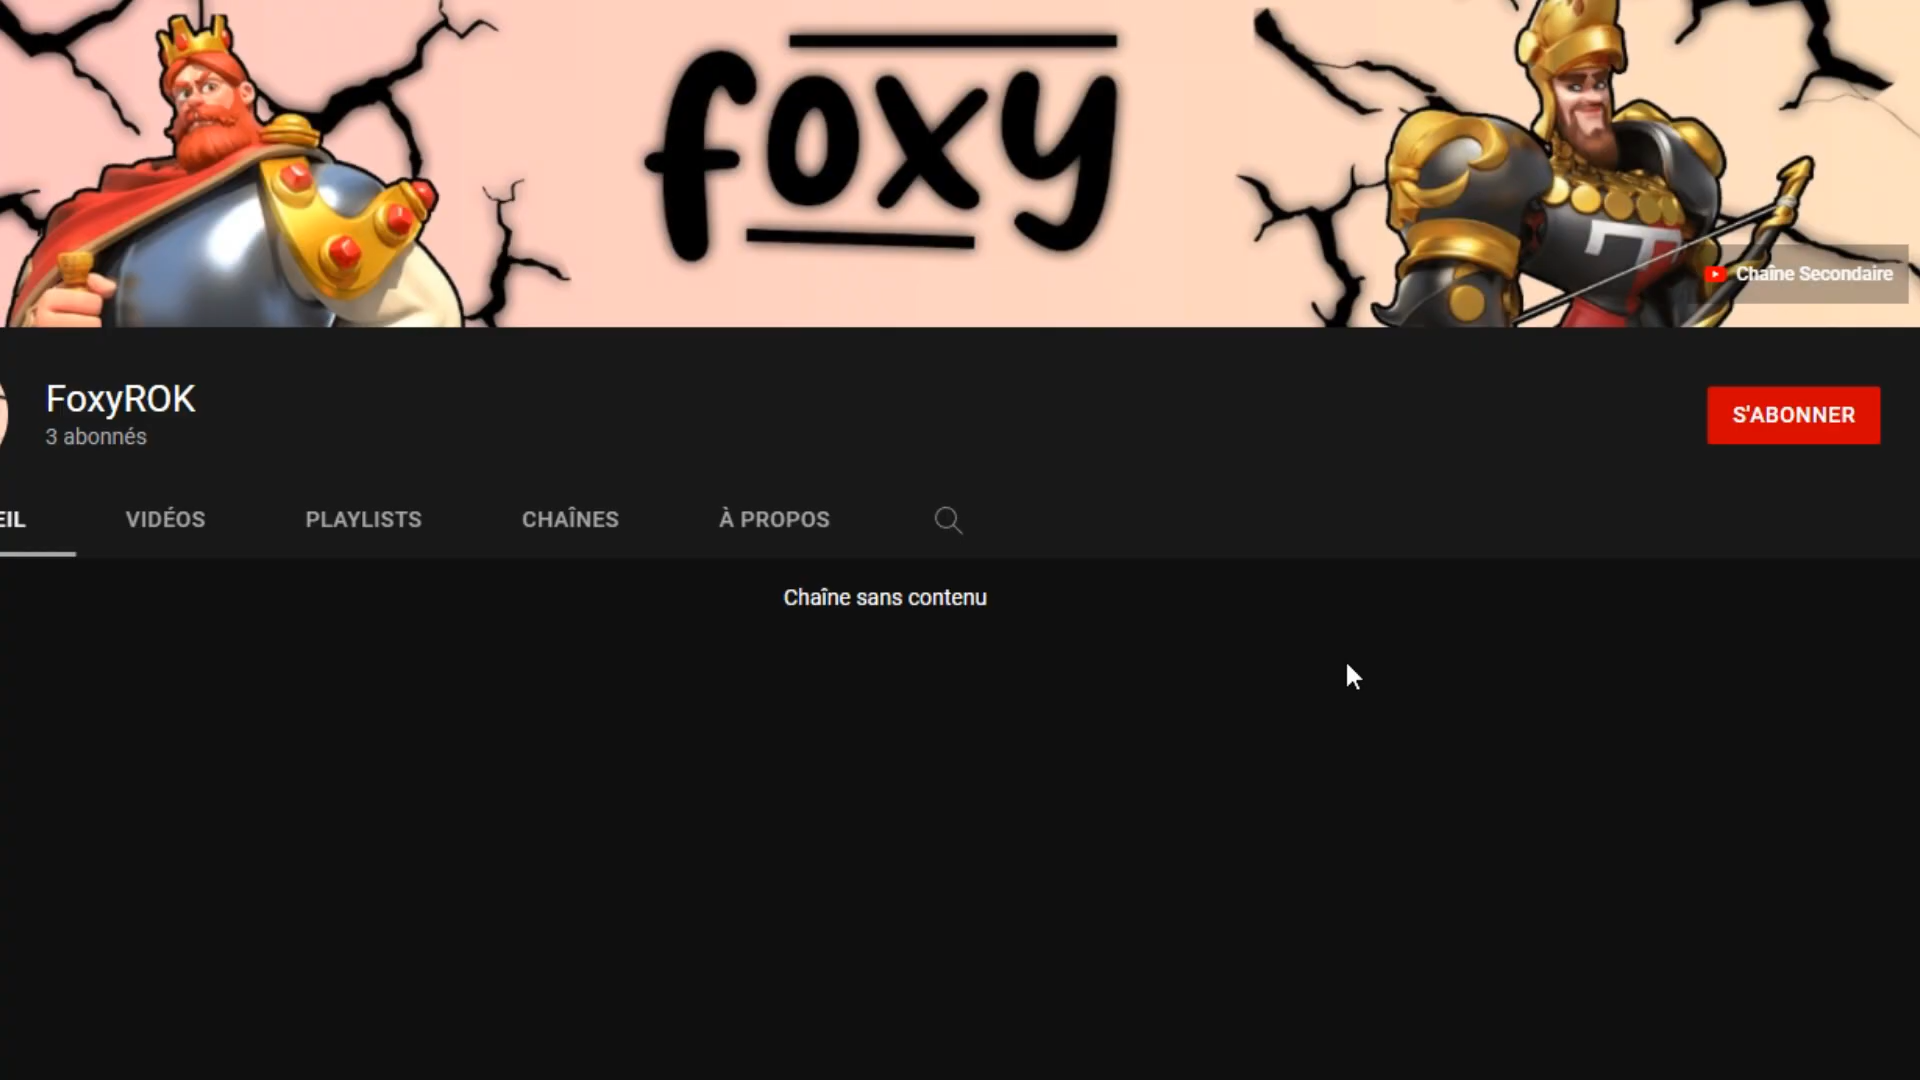 foxy
Chaîne Secondaire
FoxyROK
3 abonnés
S'ABONNER
EIL
VIDÉOS
PLAYLISTS
CHAÎNES
À PROPOS
Chaîne sans contenu